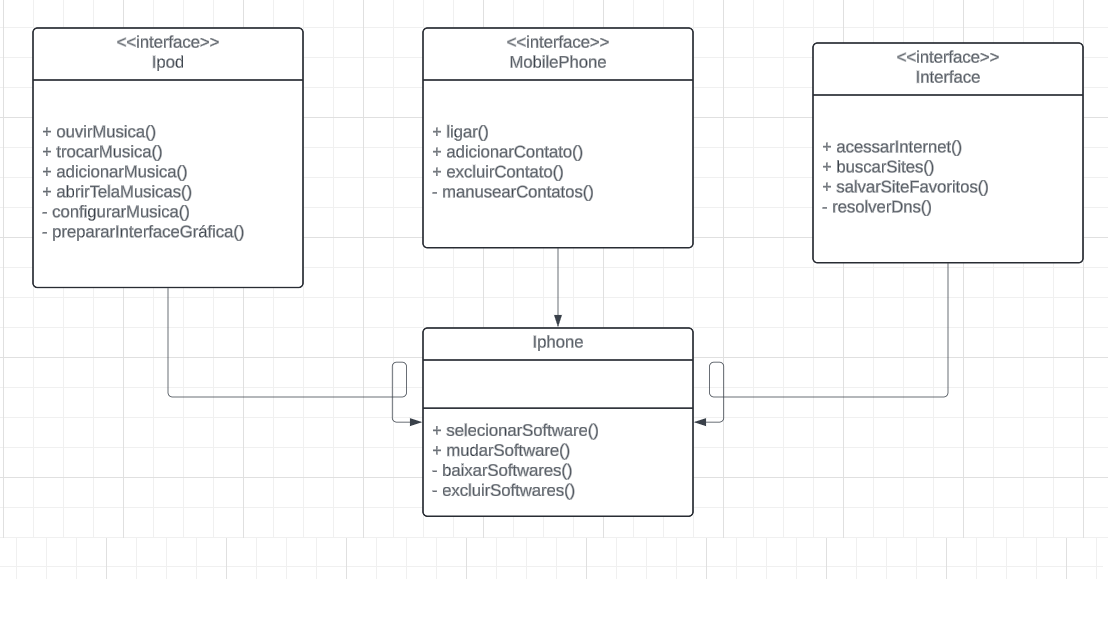 <<interface>>
Ipod
+ ouvirMusica()
+ trocarMusica()
+ adicionarMusica()
+ abrirTelaMusicas()
- configurarMusica()
- prepararInterfaceGráfica()
<<interface>>
MobilePhone
+ ligar()
+ adicionarContato()
+ excluirContato()
- manusearContatos()
<<interface>>
Interface
+ acessarInternet()
+ buscarSites()
+ salvarSiteFavoritos()
- resolverDns()
Iphone
+ selecionarSoftware()
+ mudarSoftware()
- baixarSoftwares()
- excluirSoftwares()